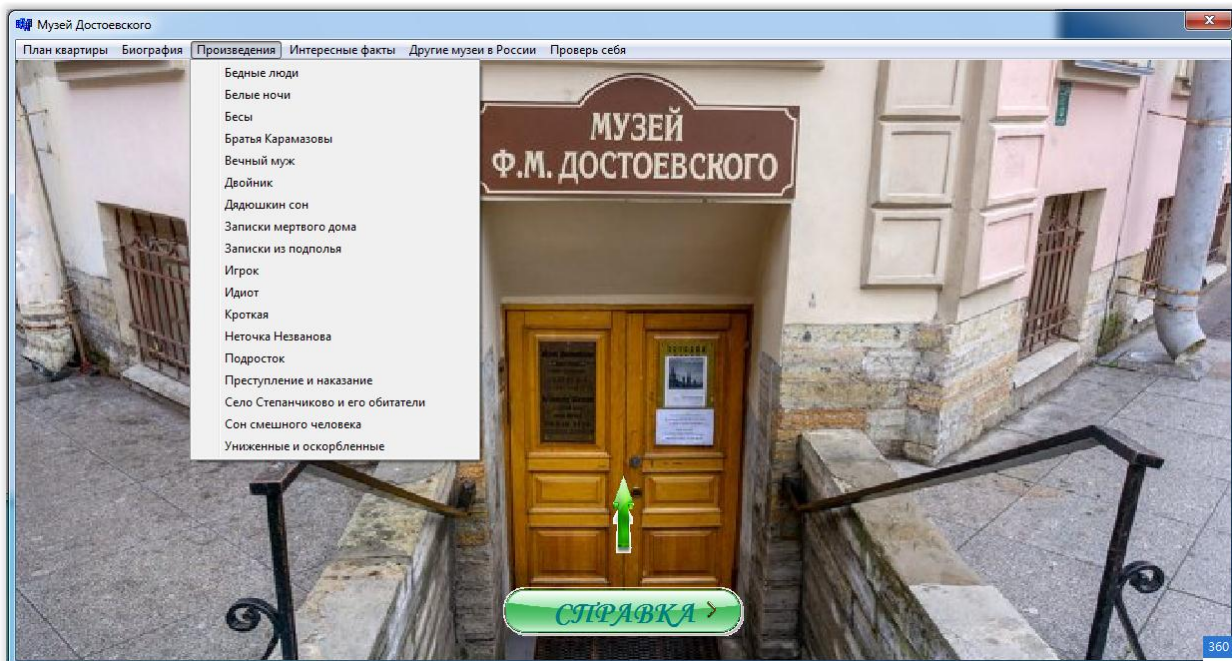 Музей Достоевского
План квартиры Биография Произведения Интересные факты Другие музеи в России Проверь себя
Бедные люди
Белые ночи
Бесы
Братья Карамазовы
Вечный муж
Двойник
Дядюшкин сон
Записки мертвого дома
Записки из подполья
Игрок
Идиот
Кроткая
Неточка Незванова
Подросток
Преступление и наказание
Село Степанчиково и его обитатели
Сон смешного человека
Униженные и оскорбленные
МУЗЕЙ
Ф.М. ДОСТОЕВСКОГО
СПРАВКА
360